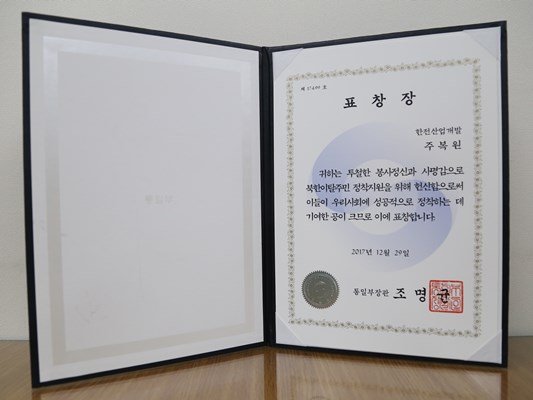 표 창 장
한전산업개발
주 복 원
귀하는 투철한 봉사정신과 사명감으로
북한이탈주민 정착지원을 위해 헌신함으로써
이들이 우리사회에 성공적으로 정착하는 데
기여한 공이 크므로 이에 표창합니다.
2017년 12월 29일
통일부장관 조 명 균